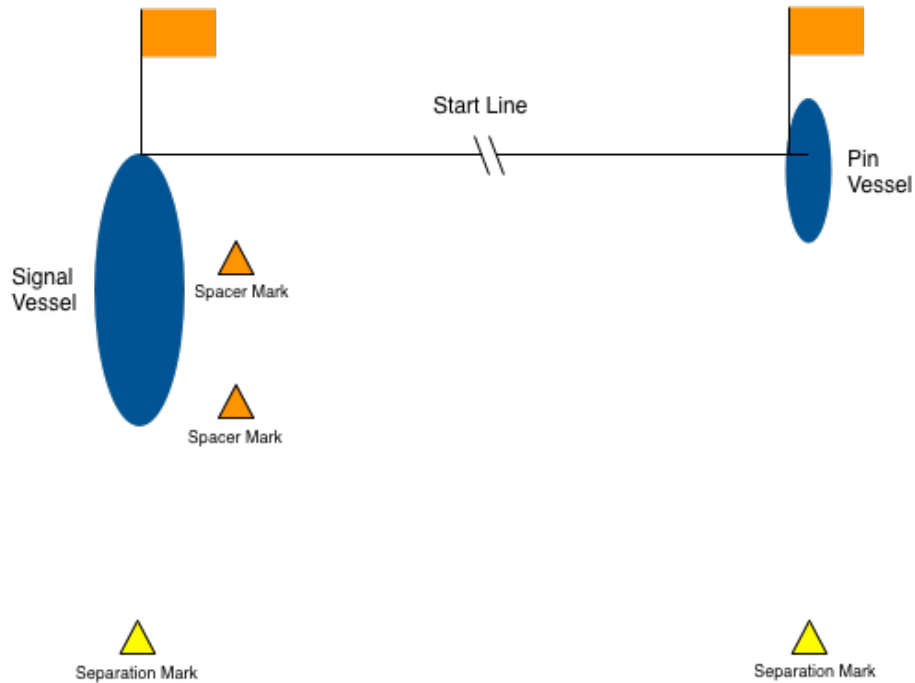 Start Line
Pin
Vessel
Signal
Vessel
Spacer Mark
Spacer Mark
Separation Mark
Separation Mark